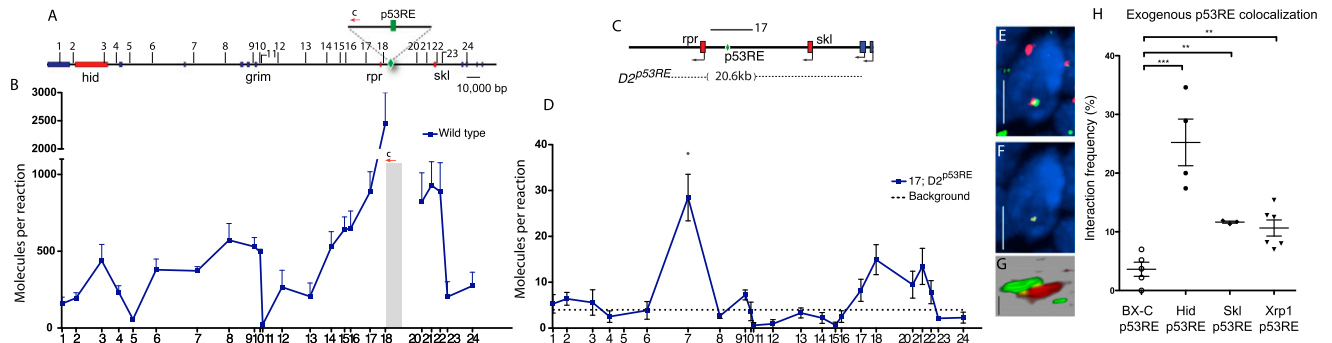 A
c
p53RE
1 2 3 4 5 6 7 8 9 10 11 12 13 14 15 16 17 18 20 21 22 23 24
hid grim rpr skl
10,000 bp
B
Molecules per reaction
3000
2500
2000
1000
500
0
Wild type
c
1 2 3 4 5 6 7 8 9 10 11 12 13 14 15 16 17 18 20 21 22 23 24
C
17
rpr skl
p53RE
D2p53RE
20.6kb
D
Molecules per reaction
40
30
20
10
0
*
17; D2p53RE
Background
1 2 3 4 5 6 7 8 9 10 11 12 13 14 15 16 17 18 20 21 22 23 24
E
F
G
H
Exogenous p53RE colocalization
Interaction frequency (%)
40
30
20
10
0
**
**
***
BX-C p53RE
Hid p53RE
Skl p53RE
Xrp1 p53RE